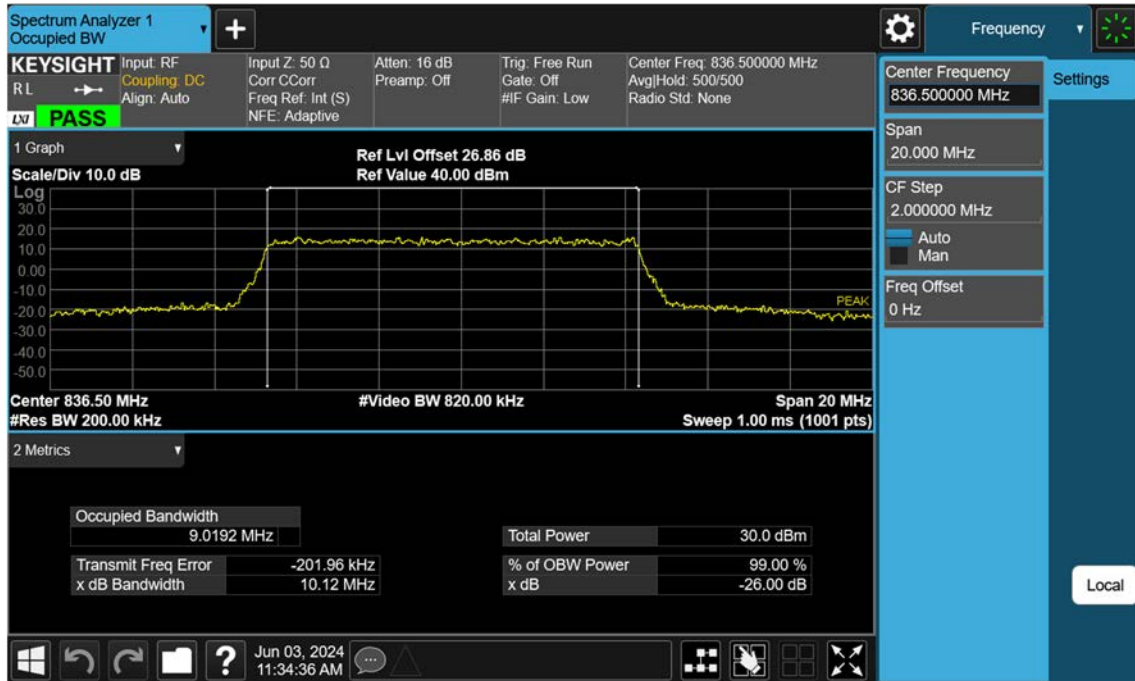 Spectrum Analyzer 1
Occupied BW
Frequency
KEYSIGHT
RL
LXI PASS
Input: RF
Coupling: DC
Align: Auto
Input Z: 50 Ω
Corr CCorr
Freq Ref: Int (S)
NFE: Adaptive
Atten: 16 dB
Preamp: Off
Trig: Free Run
Gate: Off
#IF Gain: Low
Center Freq: 836.500000 MHz
Avg|Hold: 500/500
Radio Std: None
1 Graph
Scale/Div 10.0 dB
Ref Lvl Offset 26.86 dB
Ref Value 40.00 dBm
Log
30.0
20.0
10.0
0.00
-10.0
-20.0
-30.0
-40.0
-50.0
PEAK
Center 836.50 MHz
#Res BW 200.00 kHz
#Video BW 820.00 kHz
Span 20 MHz
Sweep 1.00 ms (1001 pts)
2 Metrics
Occupied Bandwidth
9.0192 MHz
Transmit Freq Error -201.96 kHz
x dB Bandwidth 10.12 MHz
Total Power 30.0 dBm
% of OBW Power 99.00 %
x dB -26.00 dB
?
Jun 03, 2024
11:34:36 AM
Center Frequency
836.500000 MHz
Settings
Span
20.000 MHz
CF Step
2.000000 MHz
Auto
Man
Freq Offset
0 Hz
Local